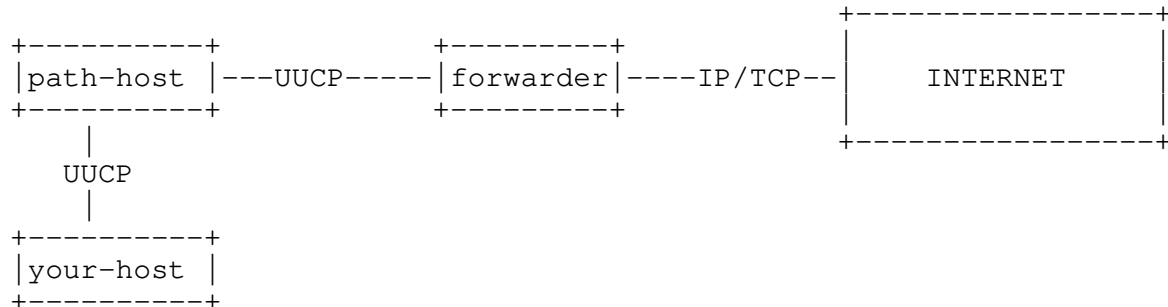 path-host ---UUCP----- forwarder ----IP/TCP-- INTERNET
UUCP
your-host